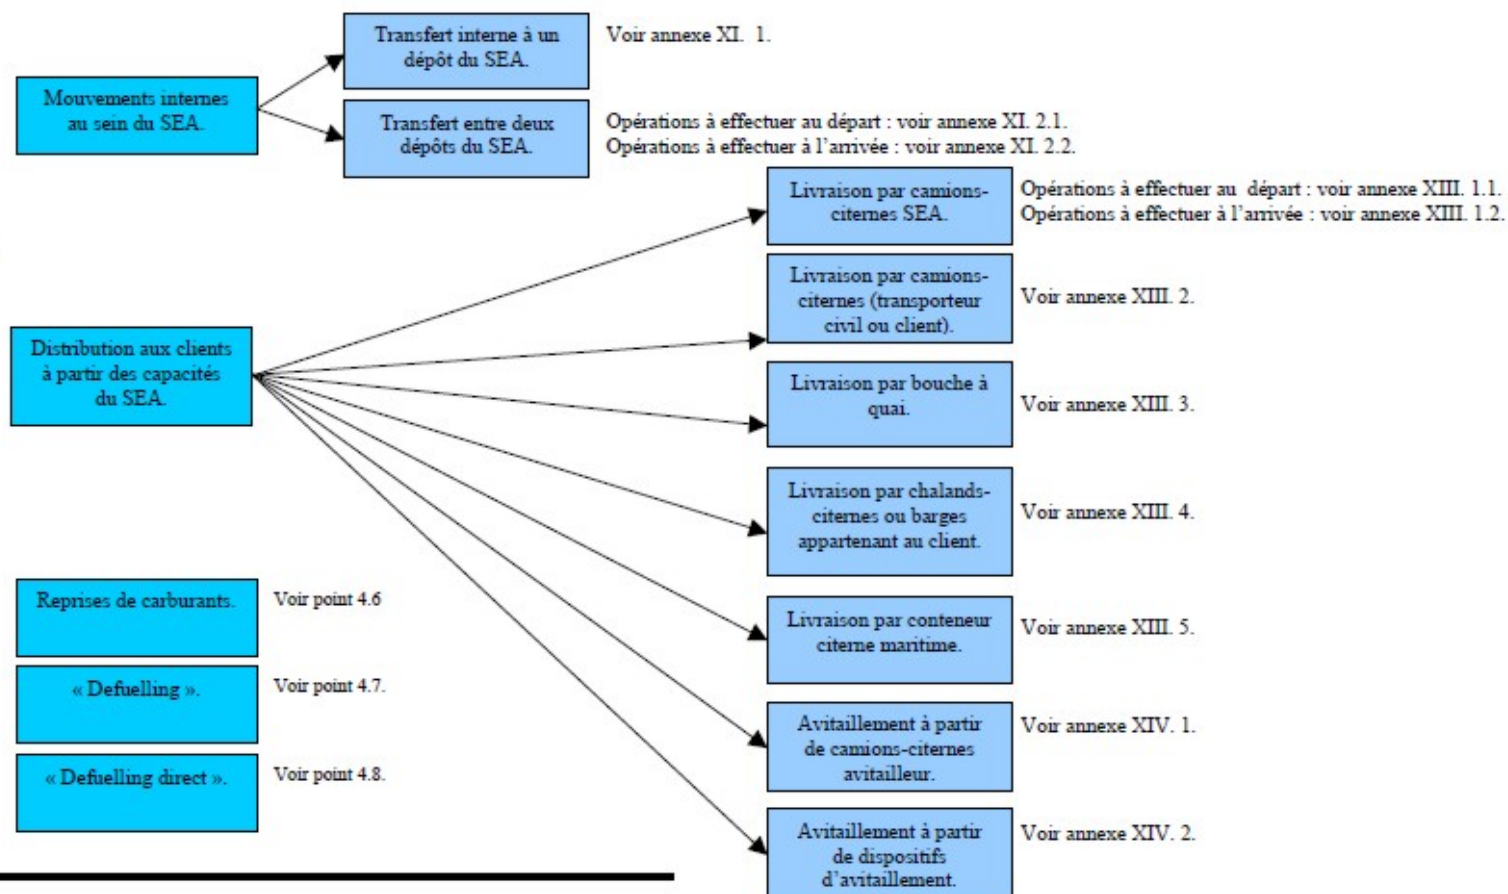 Transfert interne à un
dépôt du SEA.
Voir annexe XI. 1.
Mouvements internes
au sein du SEA.
Transfert entre deux
dépôts du SEA.
Opérations à effectuer au départ : voir annexe XI. 2.1.
Opérations à effectuer à l'arrivée : voir annexe XI. 2.2.
Livraison par camions-
citernes SEA.
Opérations à effectuer au départ : voir annexe XIII. 1.1.
Opérations à effectuer à l'arrivée : voir annexe XIII. 1.2.
Livraison par camions-
citernes (transporteur
civil ou client).
Voir annexe XIII. 2.
Distribution aux clients
à partir des capacités
du SEA.
Livraison par bouche à
quai.
Voir annexe XIII. 3.
Livraison par chalands-
citernes ou barges
appartenant au client.
Voir annexe XIII. 4.
Reprises de carburants.
Voir point 4.6
Livraison par conteneur
citerne maritime.
Voir annexe XIII. 5.
« Defuelling ».
Voir point 4.7.
Avitaillement à partir
de camions-citernes
avitailleur.
Voir annexe XIV. 1.
« Defuelling direct ».
Voir point 4.8.
Avitaillement à partir
de dispositifs
d'avitaillement.
Voir annexe XIV. 2.